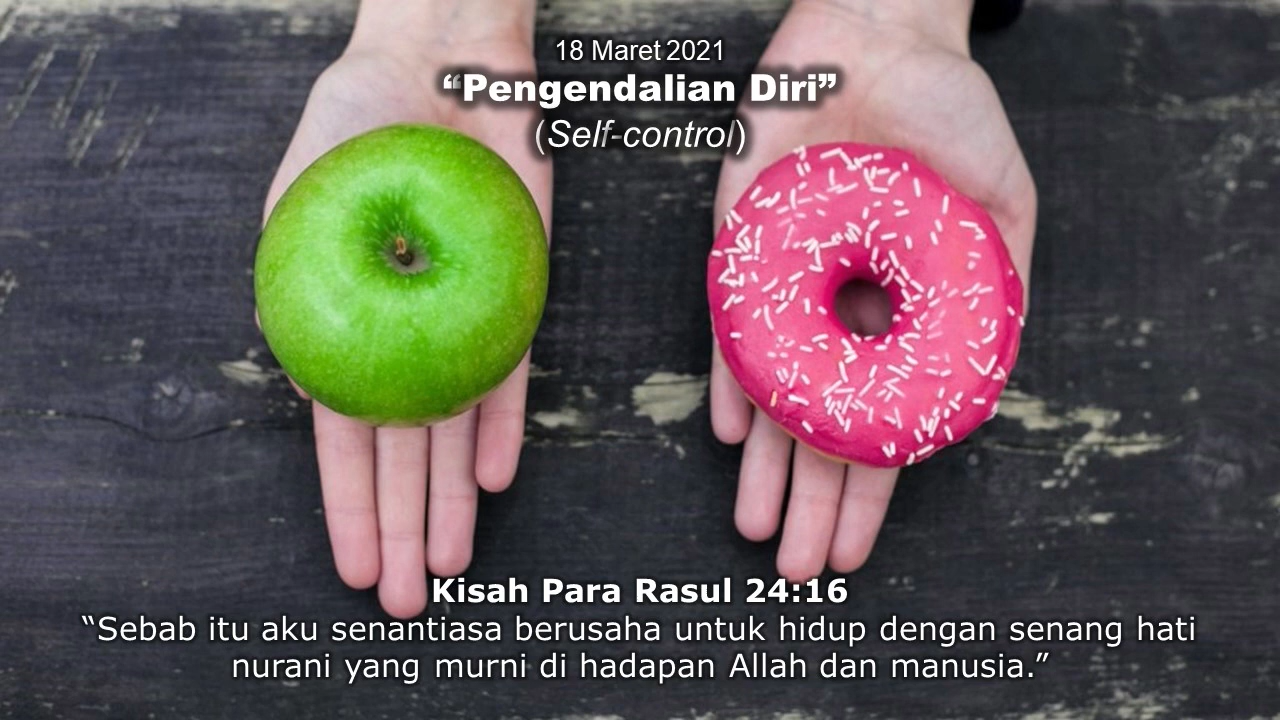 18 Maret 2021
“Pengendalian Diri”
(Self-control)
Kisah Para Rasul 24:16
“Sebab itu aku senantiasa berusaha untuk hidup dengan senang hati
nurani yang murni di hadapan Allah dan manusia.”